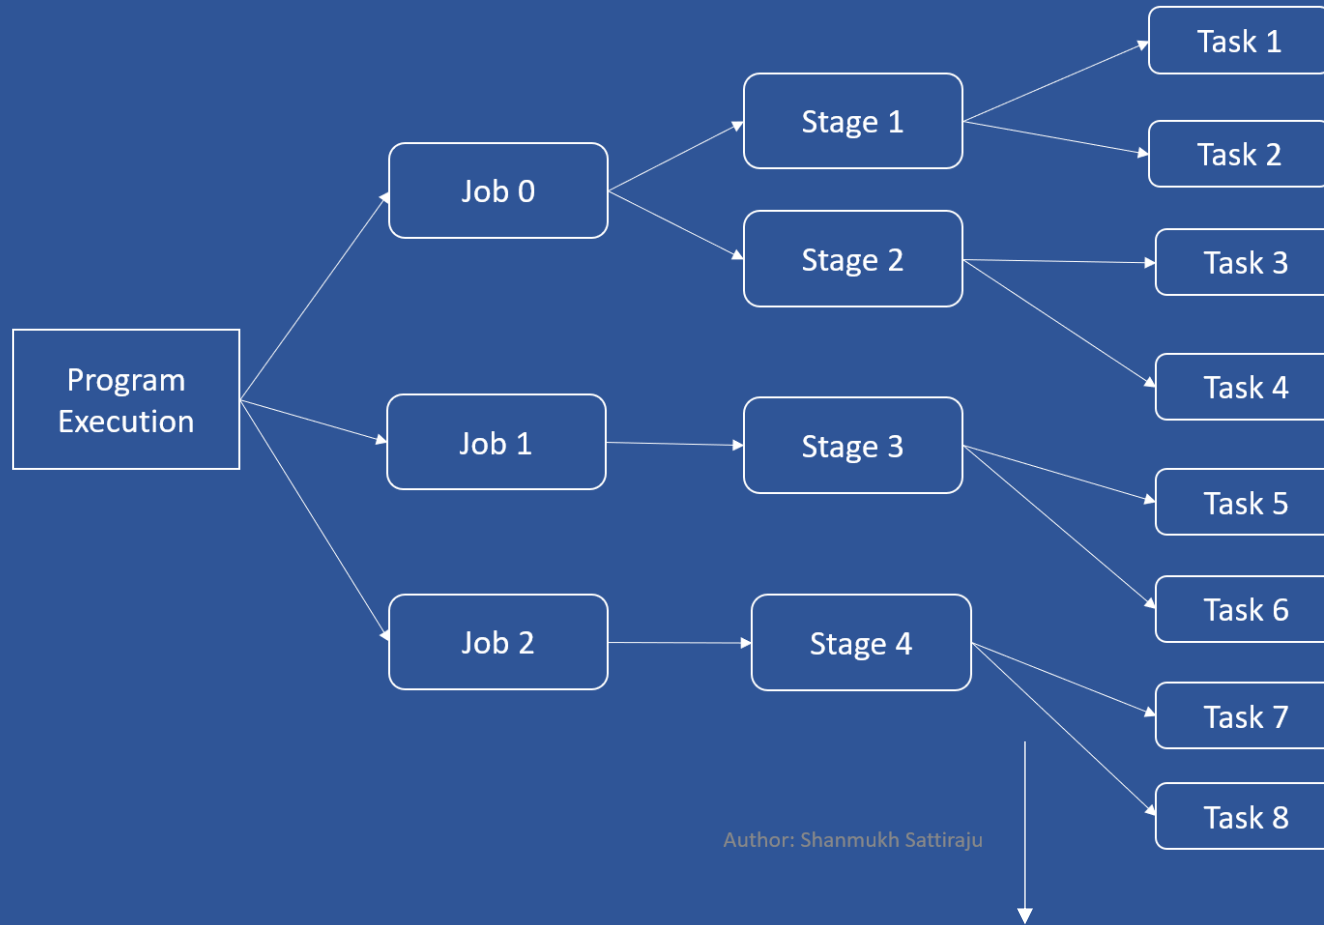 Task 1
Stage 1
Task 2
Job 0
Stage 2
Task 3
Program
Execution
Task 4
Job 1
Stage 3
Task 5
Task 6
Job 2
Stage 4
Task 7
Task 8
Author: Shanmukh Sattiraju